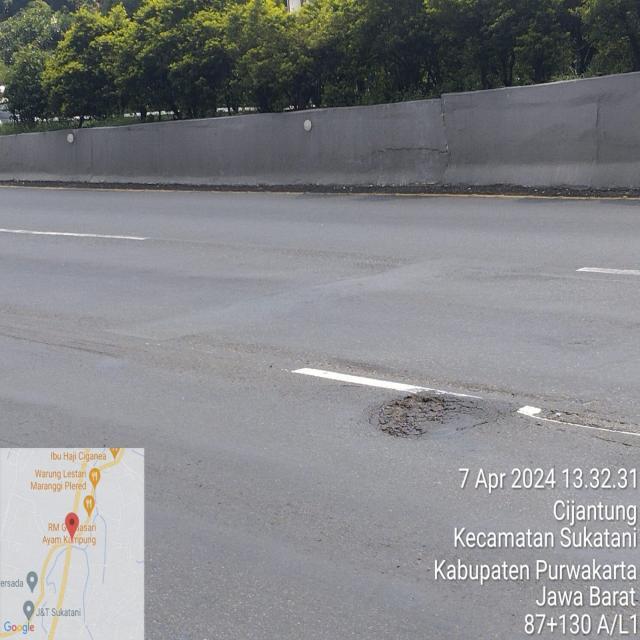 Ibu Haji Ciganea
Warung Lestari
Maranggi Plered
Ayam Kampung
J&T Sukatani
Google
7 Apr 2024 13.32.31
Cijantung
Kecamatan Sukatani
Kabupaten Purwakarta
Jawa Barat
87+130 A/L1